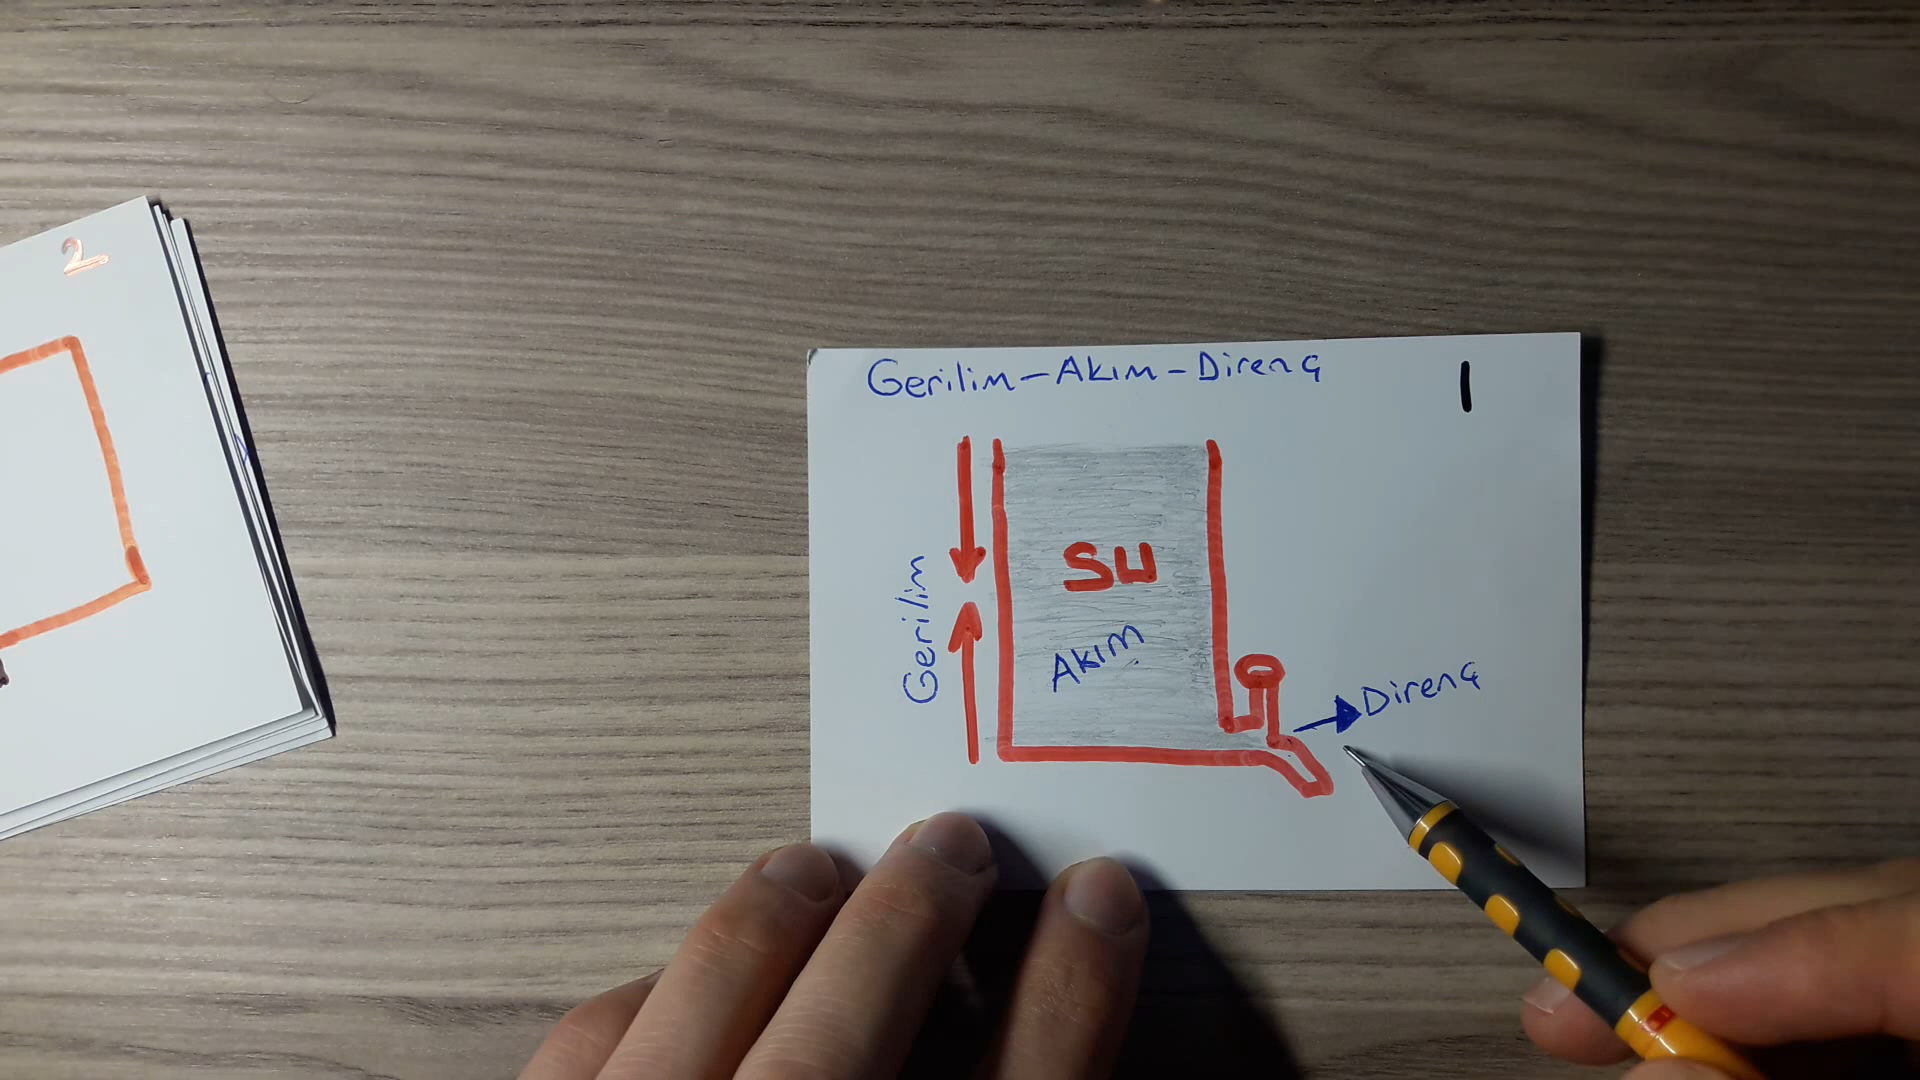 2
Gerilim-Akım-Direnç
1
Su
Akım
Gerilim
Direnç